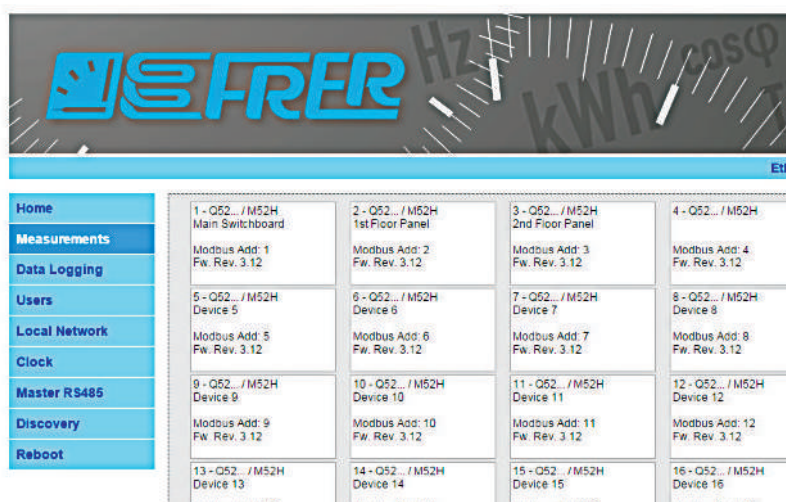 FRER
Hz
kWh
cosφ
Home
Measurements
Data Logging
Users
Local Network
Clock
Master RS485
Discovery
Reboot
1 - Q52... / M52H
Main Switchboard
Modbus Add: 1
Fw. Rev. 3.12
2 - Q52... / M52H
1st Floor Panel
Modbus Add: 2
Fw. Rev. 3.12
3 - Q52... / M52H
2nd Floor Panel
Modbus Add: 3
Fw. Rev. 3.12
4 - Q52... / M52H
Modbus Add: 4
Fw. Rev. 3.12
5 - Q52... / M52H
Device 5
Modbus Add: 5
Fw. Rev. 3.12
6 - Q52... / M52H
Device 6
Modbus Add: 6
Fw. Rev. 3.12
7 - Q52... / M52H
Device 7
Modbus Add: 7
Fw. Rev. 3.12
8 - Q52... / M52H
Device 8
Modbus Add: 8
Fw. Rev. 3.12
9 - Q52... / M52H
Device 9
Modbus Add: 9
Fw. Rev. 3.12
10 - Q52... / M52H
Device 10
Modbus Add: 10
Fw. Rev. 3.12
11 - Q52... / M52H
Device 11
Modbus Add: 11
Fw. Rev. 3.12
12 - Q52... / M52H
Device 12
Modbus Add: 12
Fw. Rev. 3.12
13 - Q52... / M52H
Device 13
14 - Q52... / M52H
Device 14
15 - Q52... / M52H
Device 15
16 - Q52... / M52H
Device 16